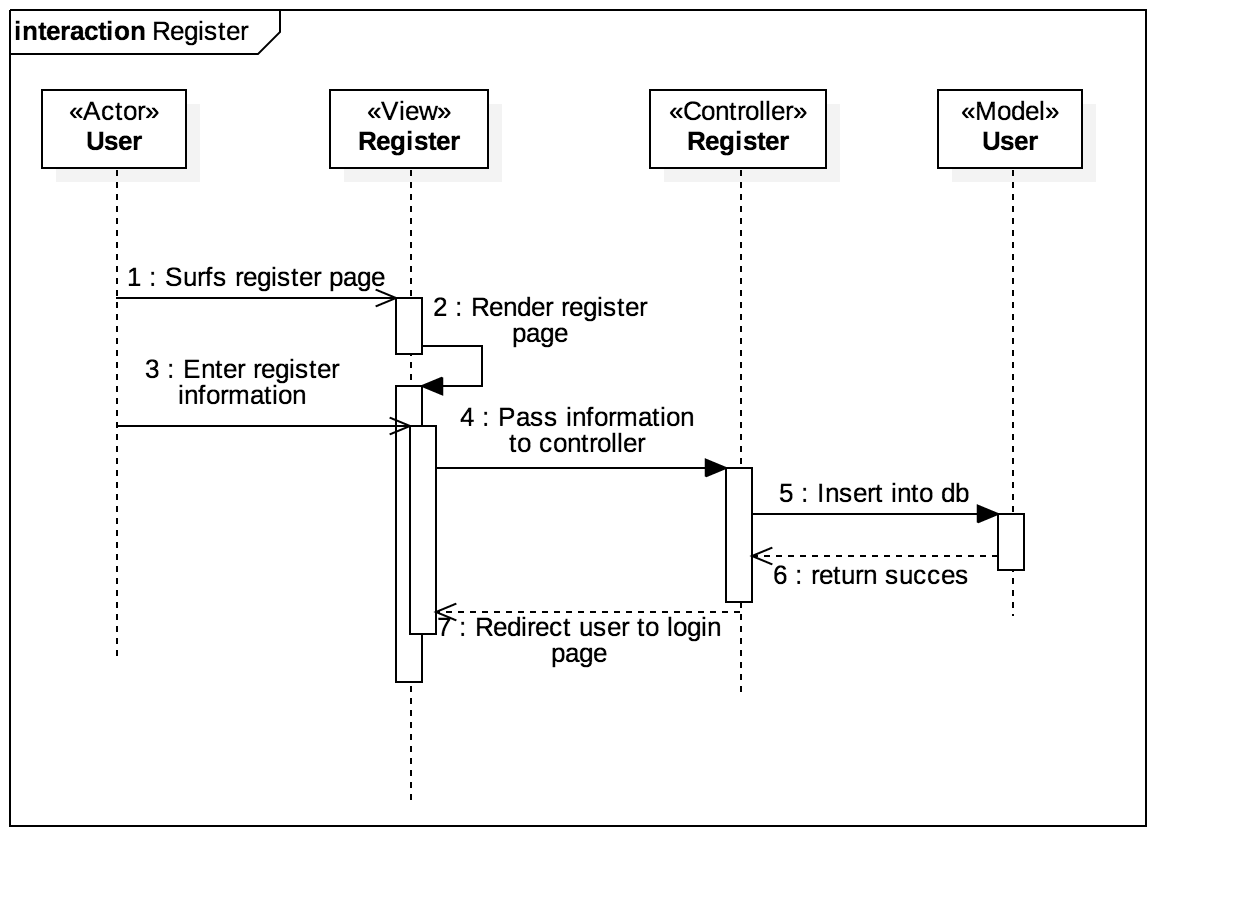 interaction Register
«Actor»
User
«View»
Register
«Controller»
Register
«Model»
User
1 : Surfs register page
2 : Render register
page
3 : Enter register
information
4 : Pass information
to controller
5 : Insert into db
6 : return succes
7 : Redirect user to login
page